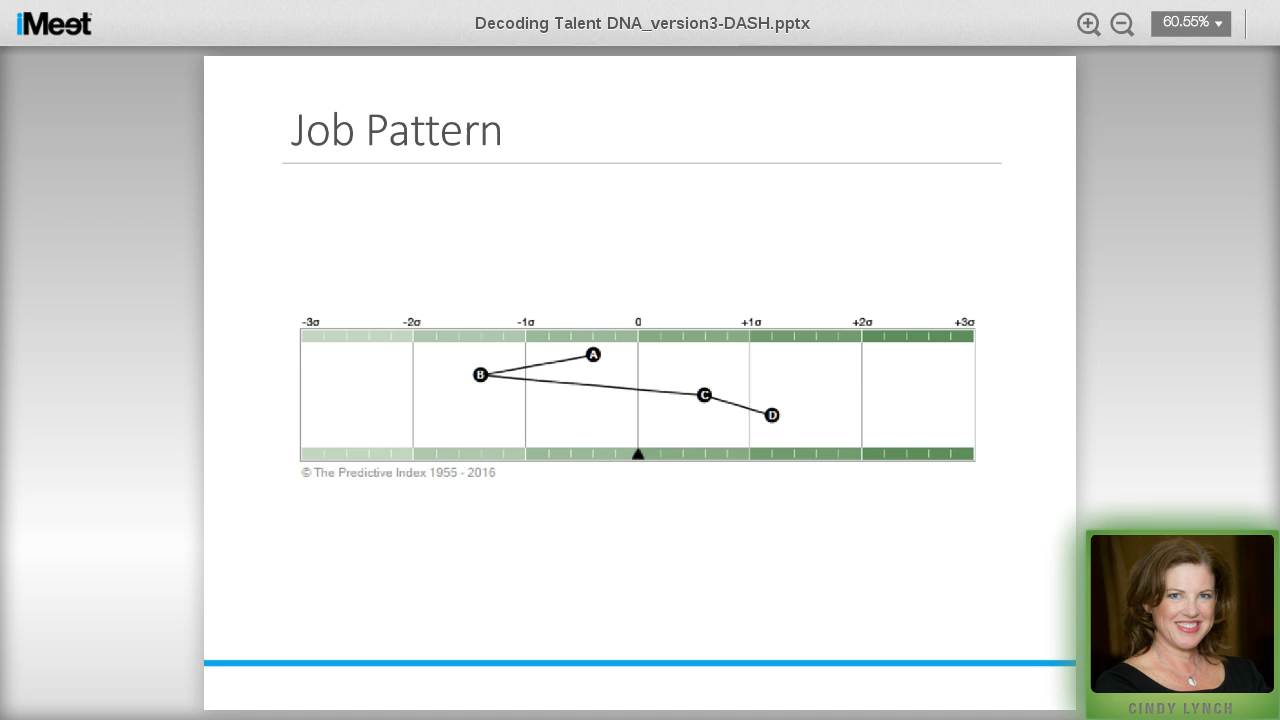 iMeet
Decoding Talent DNA_version3-DASH.pptx
60.55%
Job Pattern
-3σ -2σ -1σ 0 +1σ +2σ +3σ
A
B
C
D
© The Predictive Index 1955 - 2016
CINDY LYNCH